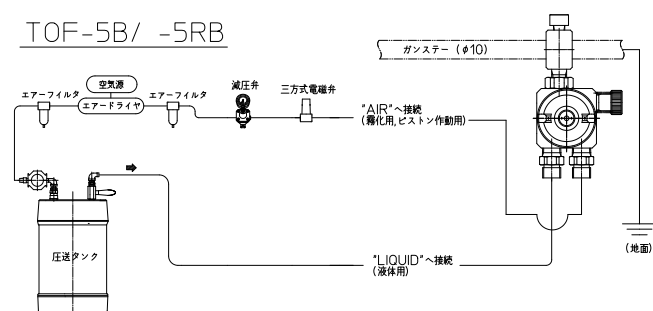 TOF-5B/ -5RB
ガンステー(φ10)
空気源
エアーフィルタ
エアードライヤ
エアーフィルタ
減圧弁
三方式電磁弁
"AIR"へ接続
(霧化用,ピストン作動用)
圧送タンク
"LIQUID"へ接続
(液体用)
(地面)